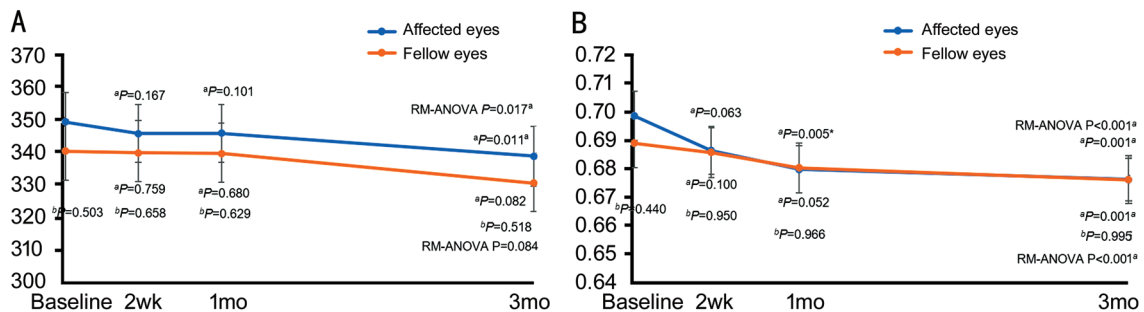 A
Affected eyes
Fellow eyes
370
360
350
340
330
320
310
300
ᵃP=0.167
ᵃP=0.101
RM-ANOVA P=0.017ᵃ
ᵃP=0.011ᵃ
ᵃP=0.759
ᵃP=0.680
ᵃP=0.082
ᵇP=0.503
ᵇP=0.658
ᵇP=0.629
ᵇP=0.518
RM-ANOVA P=0.084
Baseline 2wk 1mo 3mo
B
Affected eyes
Fellow eyes
0.72
0.70
0.69
0.68
0.67
0.66
0.65
0.64
ᵃP=0.063
ᵃP=0.005*
RM-ANOVA P<0.001ᵃ
ᵃP=0.001ᵃ
ᵃP=0.100
ᵃP=0.052
ᵇP=0.440
ᵇP=0.950
ᵃP=0.001ᵃ
ᵇP=0.966
ᵇP=0.995
RM-ANOVA P<0.001ᵃ
Baseline 2wk 1mo 3mo